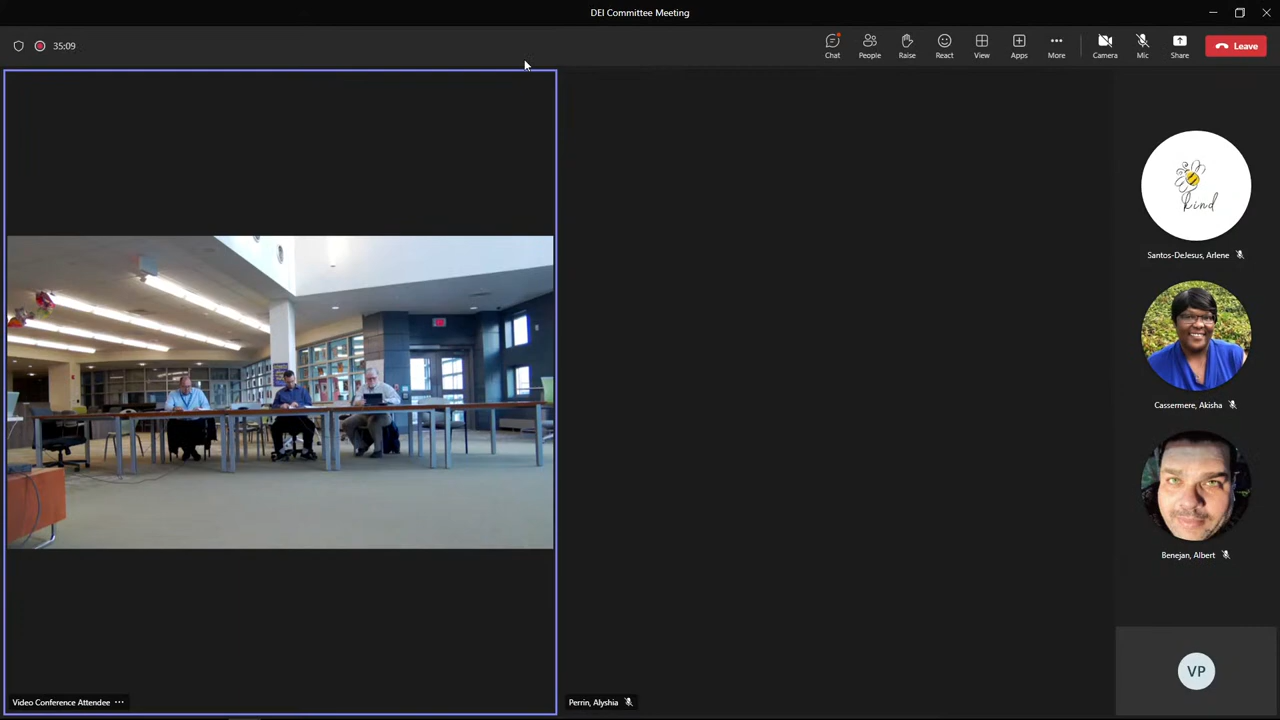 DEI Committee Meeting
35:09
Chat
People
Raise
React
View
Apps
More
Camera
Mic
Share
Leave
kind
Santos-DeJesus, Arlene
Cassermere, Akisha
Benejan, Albert
VP
Video Conference Attendee
Perrin, Alyshia